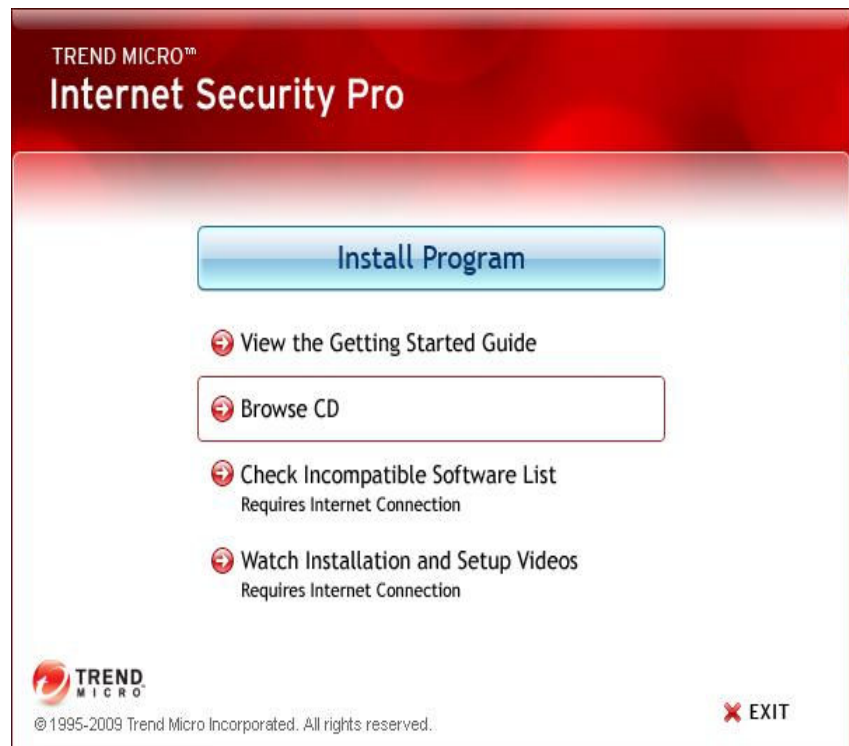 TREND MICRO™
Internet Security Pro
Install Program
View the Getting Started Guide
Browse CD
Check Incompatible Software List
Requires Internet Connection
Watch Installation and Setup Videos
Requires Internet Connection
TREND
MICRO
©1995-2009 Trend Micro Incorporated. All rights reserved.
EXIT